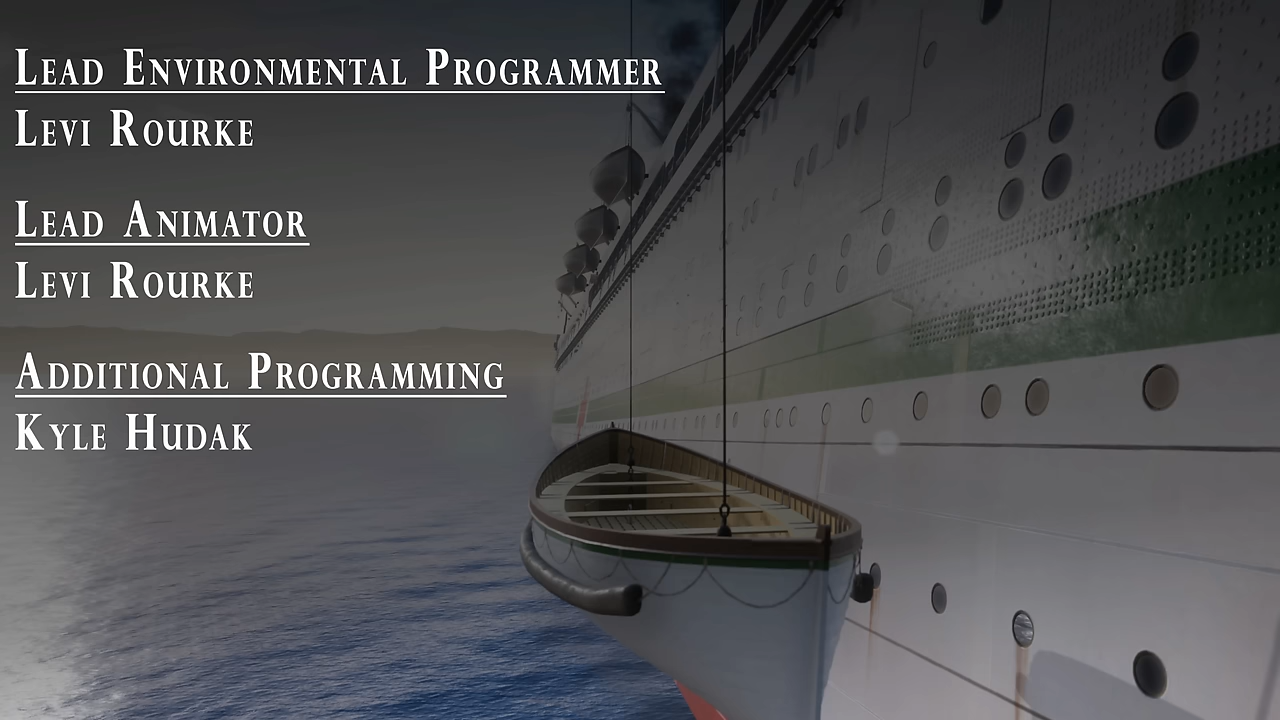 Lead Environmental Programmer
Levi Rourke
Lead Animator
Levi Rourke
Additional Programming
Kyle Hudak